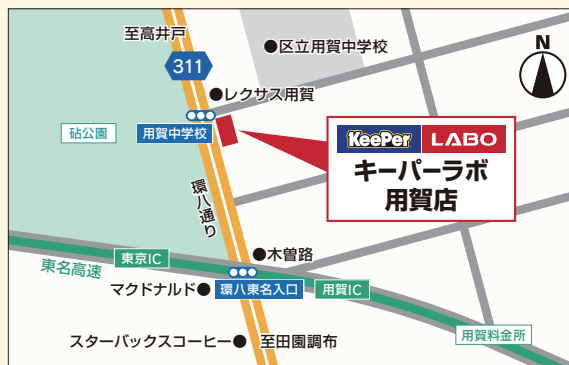 至高井戸
●区立用賀中学校
N
311
●レクサス用賀
砧公園
用賀中学校
KeePer LABO
キーパーラボ
用賀店
環八通り
●木曽路
東京IC
東名高速
環八東名入口
用賀IC
マクドナルド●
用賀料金所
スターバックスコーヒー●
至田園調布